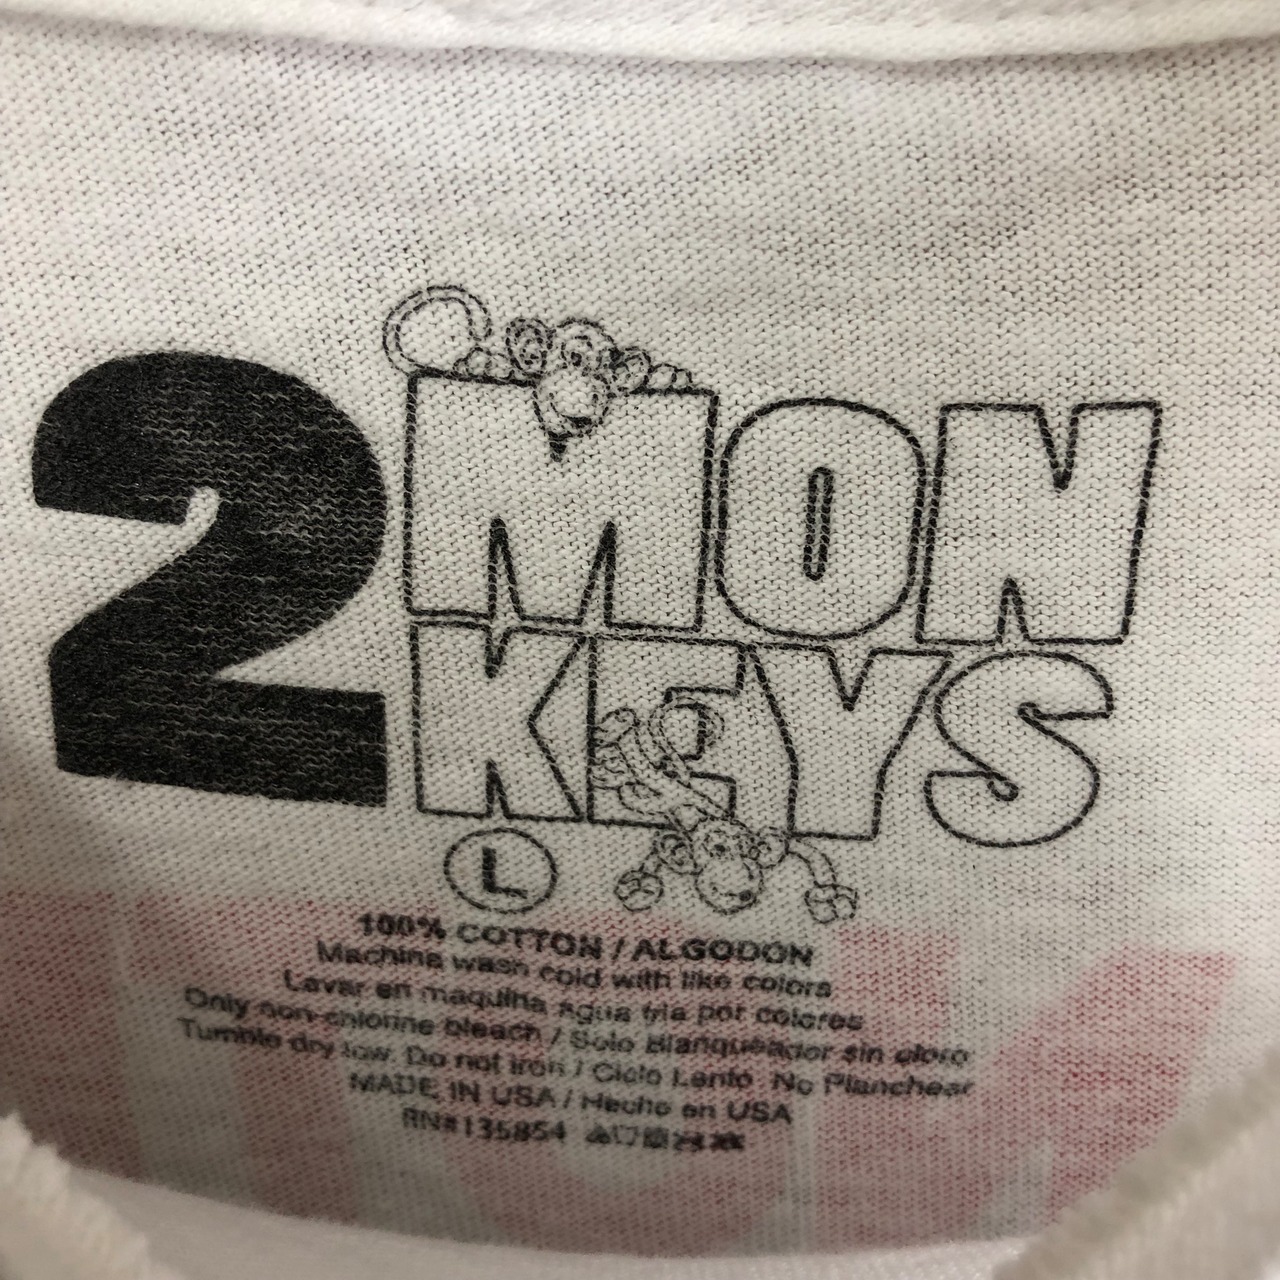 2 MON
KEYS
L
100% COTTON / ALGODON
Machine wash cold with like colors
Lavar en maquina agua fria por colores
Only non-chlorine bleach / Solo Blanqueador sin cloro
Tumble dry low. Do not iron / Ciclo Lento. No Planchear
MADE IN USA / Hecho en USA
RN#135854